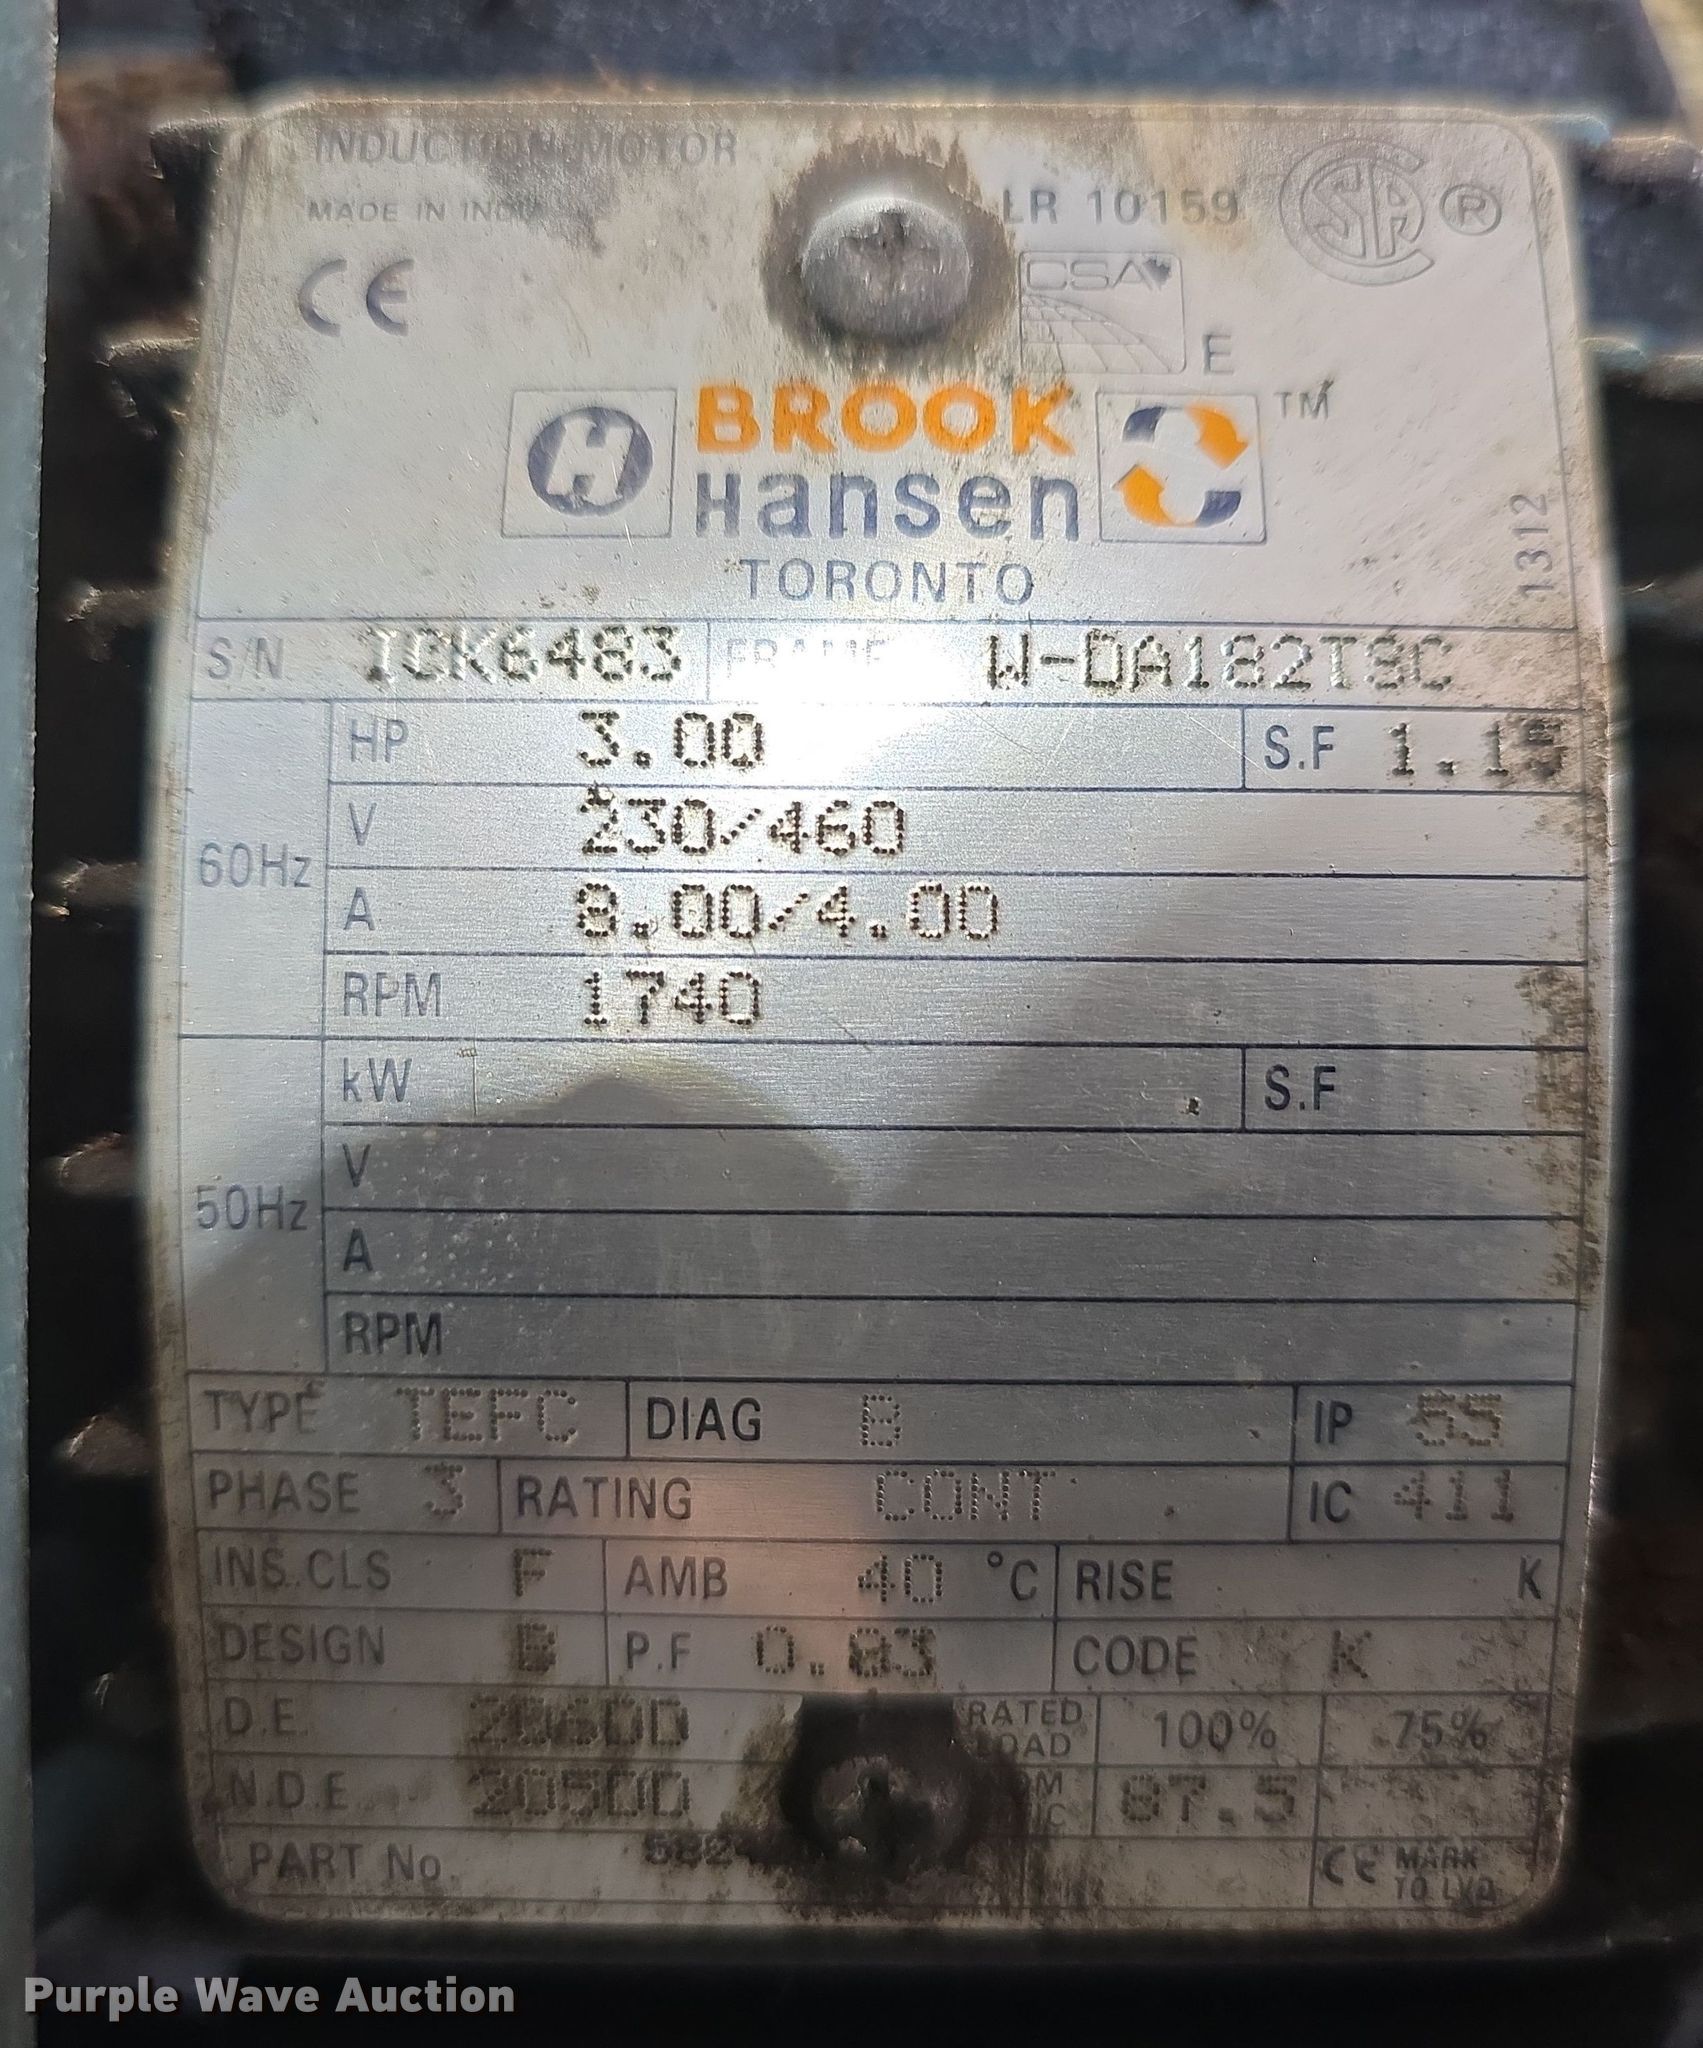 INDUCTION MOTOR
MADE IN INDIA
LR 10159 ®
CE
CSA
E
H BROOK ™
Hansen
TORONTO
1312
S/N ICK6483 FRAME W-DA182TSC
60Hz
HP 3.00 S.F 1.15
V 230/460
A 8.00/4.00
RPM 1740
50Hz
kW S.F
V
A
RPM
TYPE TEFC DIAG B IP 55
PHASE 3 RATING CONT IC 411
INS.CLS F AMB 40 °C RISE K
DESIGN B P.F 0.83 CODE K
D.E. RATED LOAD 100% 75%
N.D.E. 87.5
PART No.
CE MARK
TO LVD
Purple Wave Auction